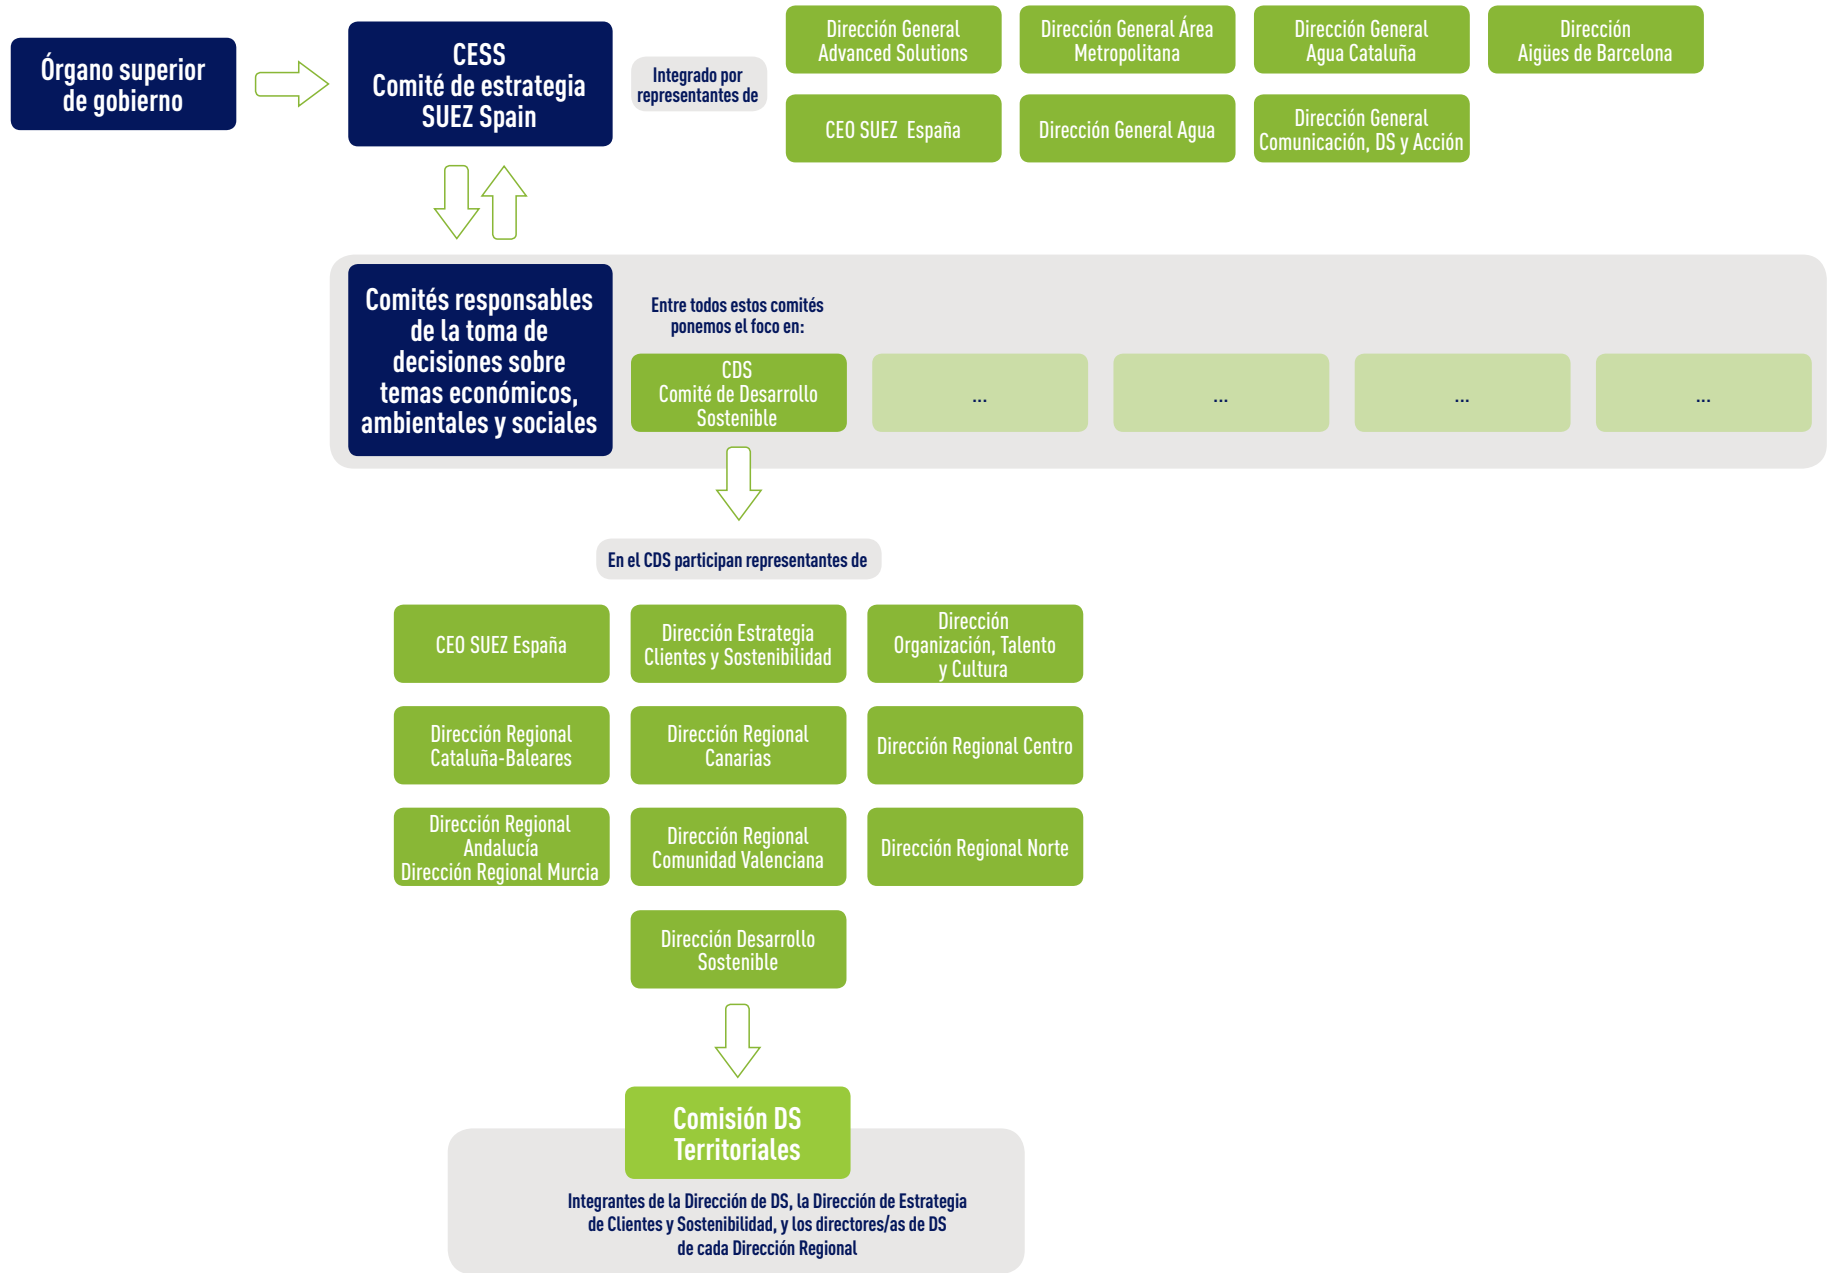 Órgano superior
de gobierno
CESS
Comité de estrategia
SUEZ Spain
Integrado por
representantes de
Dirección General
Advanced Solutions
Dirección General Área
Metropolitana
Dirección General
Agua Cataluña
Dirección
Aigües de Barcelona
CEO SUEZ España
Dirección General Agua
Dirección General
Comunicación, DS y Acción
Comités responsables
de la toma de
decisiones sobre
temas económicos,
ambientales y sociales
Entre todos estos comités
ponemos el foco en:
CDS
Comité de Desarrollo
Sostenible
...
...
...
...
En el CDS participan representantes de
CEO SUEZ España
Dirección Estrategia
Clientes y Sostenibilidad
Dirección
Organización, Talento
y Cultura
Dirección Regional
Cataluña-Baleares
Dirección Regional
Canarias
Dirección Regional Centro
Dirección Regional
Andalucía
Dirección Regional Murcia
Dirección Regional
Comunidad Valenciana
Dirección Regional Norte
Dirección Desarrollo
Sostenible
Comisión DS
Territoriales
Integrantes de la Dirección de DS, la Dirección de Estrategia
de Clientes y Sostenibilidad, y los directores/as de DS
de cada Dirección Regional